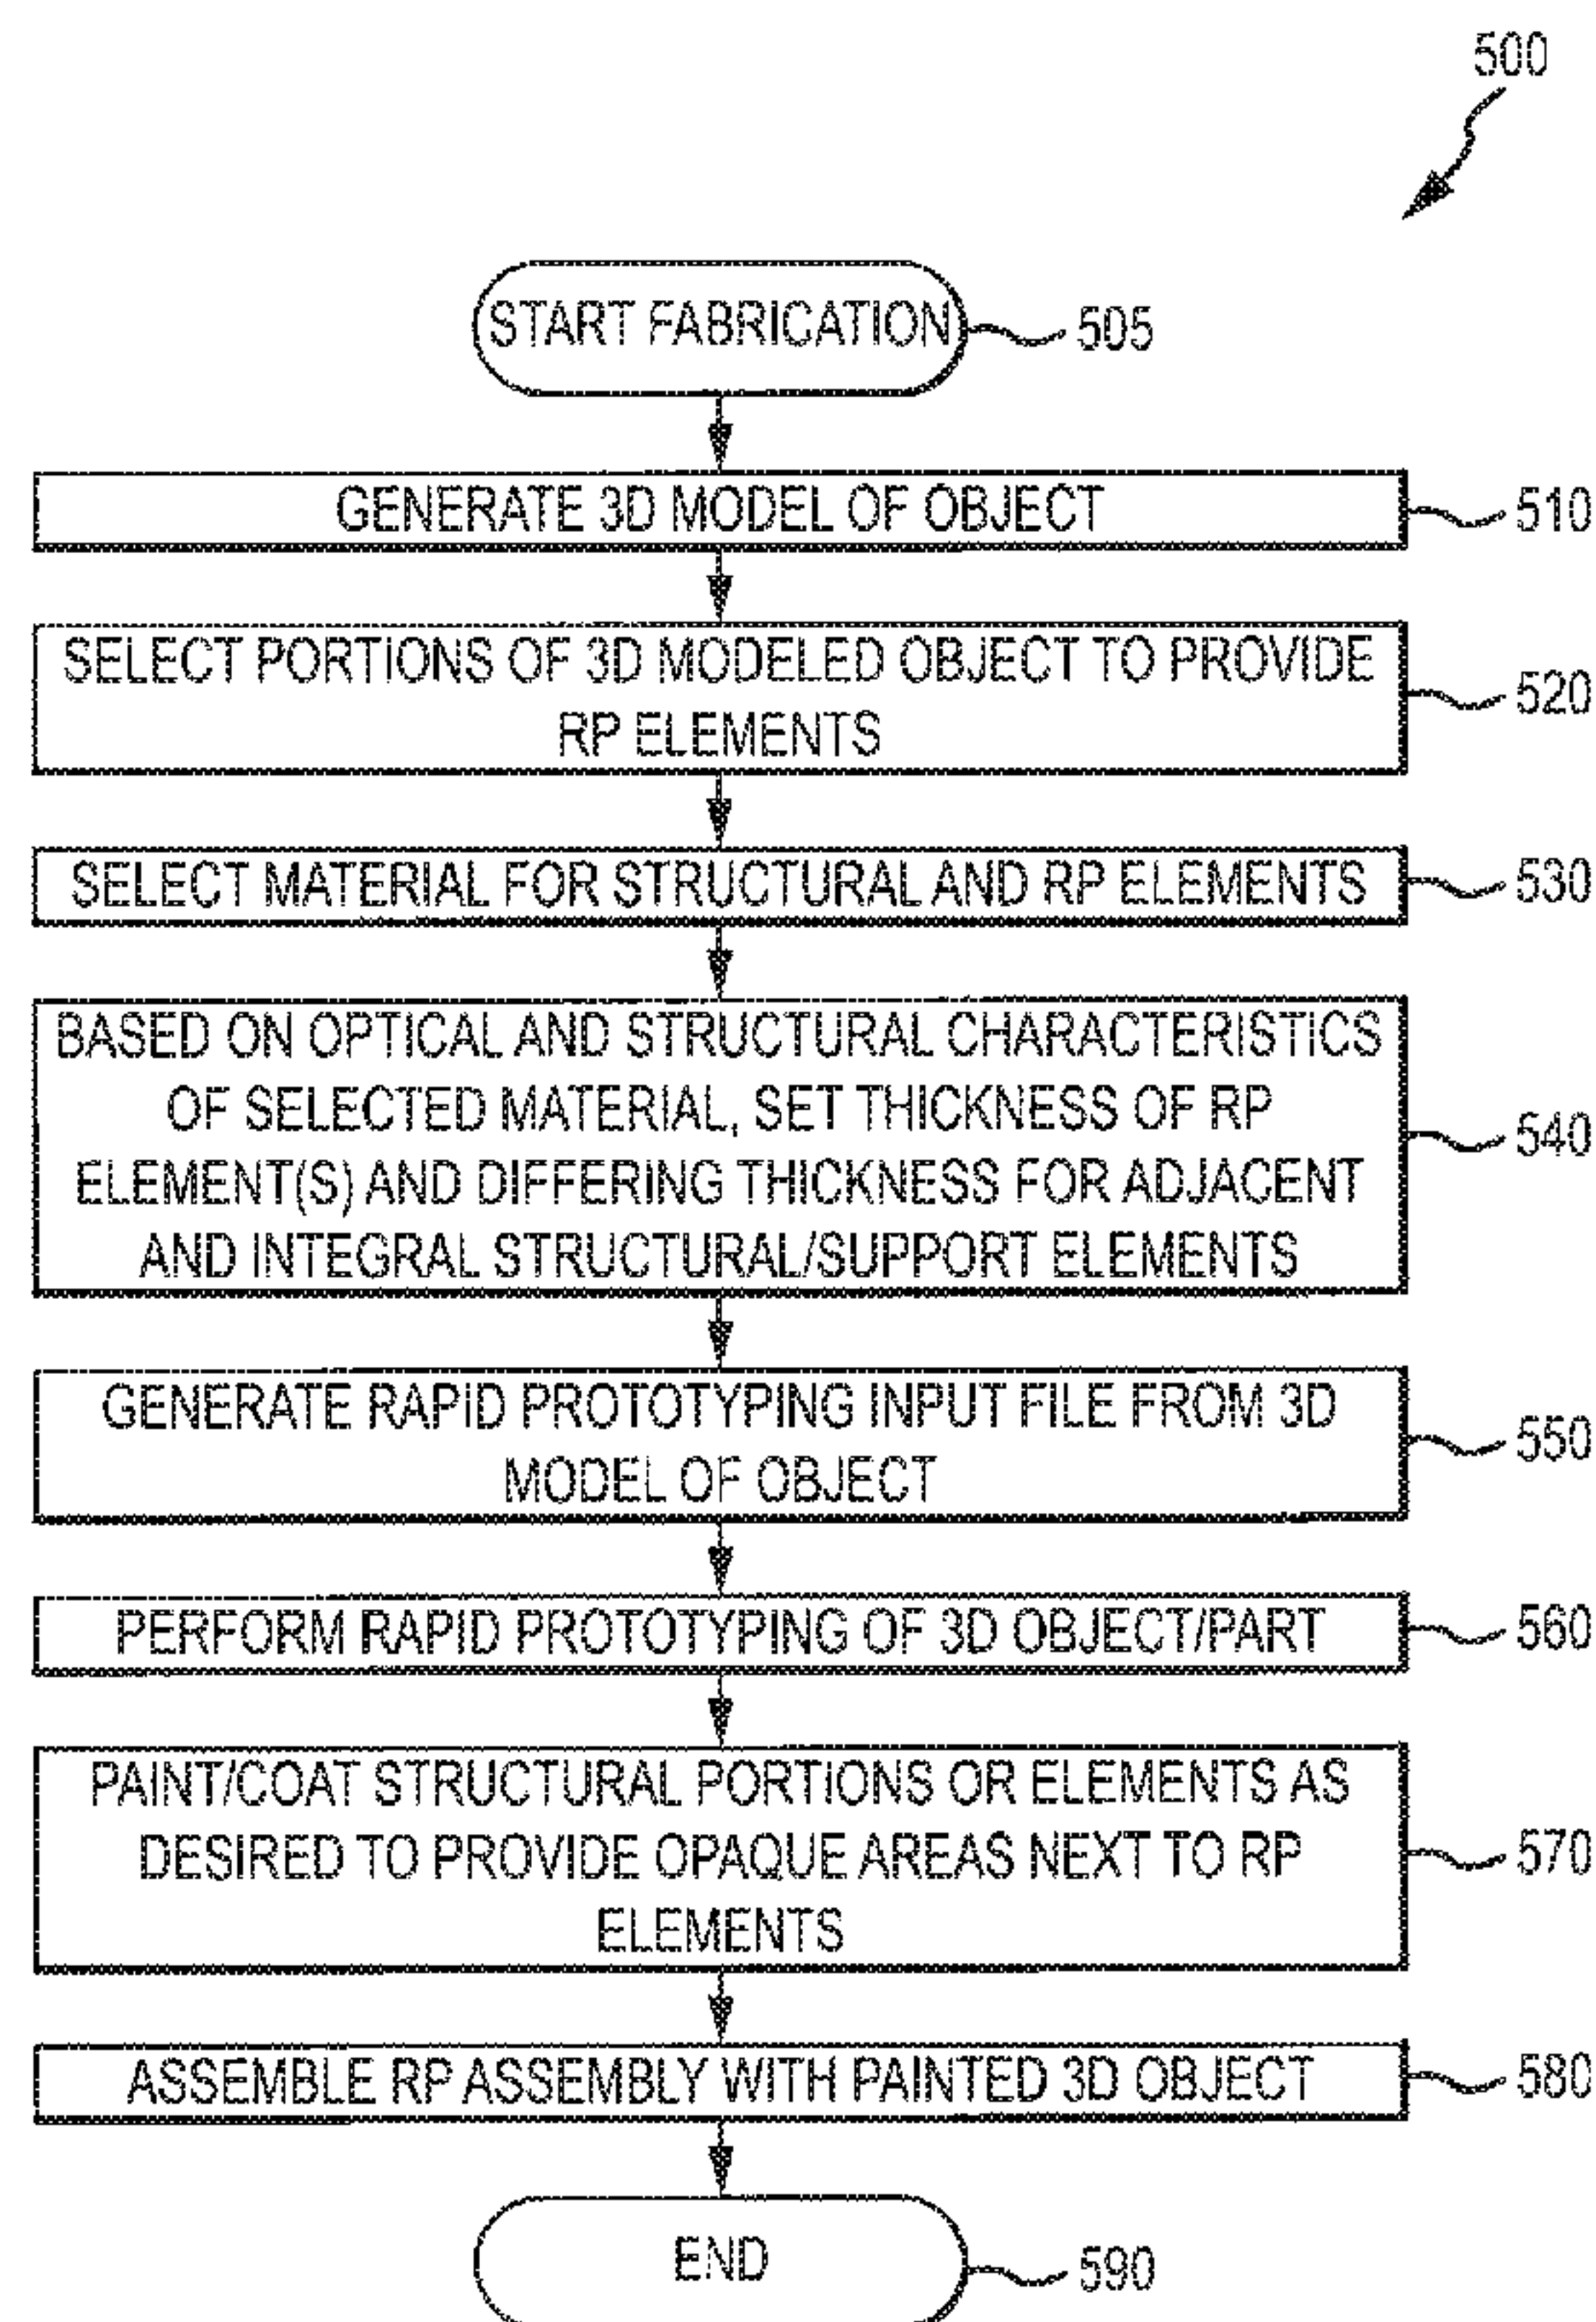 500
START FABRICATION
505
GENERATE 3D MODEL OF OBJECT
510
SELECT PORTIONS OF 3D MODELED OBJECT TO PROVIDE
RP ELEMENTS
520
SELECT MATERIAL FOR STRUCTURAL AND RP ELEMENTS
530
BASED ON OPTICAL AND STRUCTURAL CHARACTERISTICS
OF SELECTED MATERIAL, SET THICKNESS OF RP
ELEMENT(S) AND DIFFERING THICKNESS FOR ADJACENT
AND INTEGRAL STRUCTURAL/SUPPORT ELEMENTS
540
GENERATE RAPID PROTOTYPING INPUT FILE FROM 3D
MODEL OF OBJECT
550
PERFORM RAPID PROTOTYPING OF 3D OBJECT/PART
560
PAINT/COAT STRUCTURAL PORTIONS OR ELEMENTS AS
DESIRED TO PROVIDE OPAQUE AREAS NEXT TO RP
ELEMENTS
570
ASSEMBLE RP ASSEMBLY WITH PAINTED 3D OBJECT
580
END
590